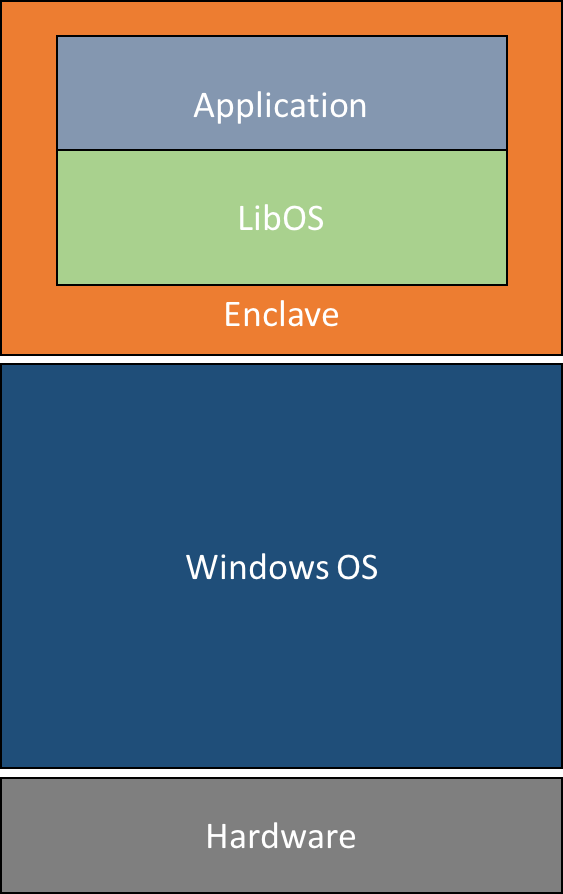 Application
LibOS
Enclave
Windows OS
Hardware